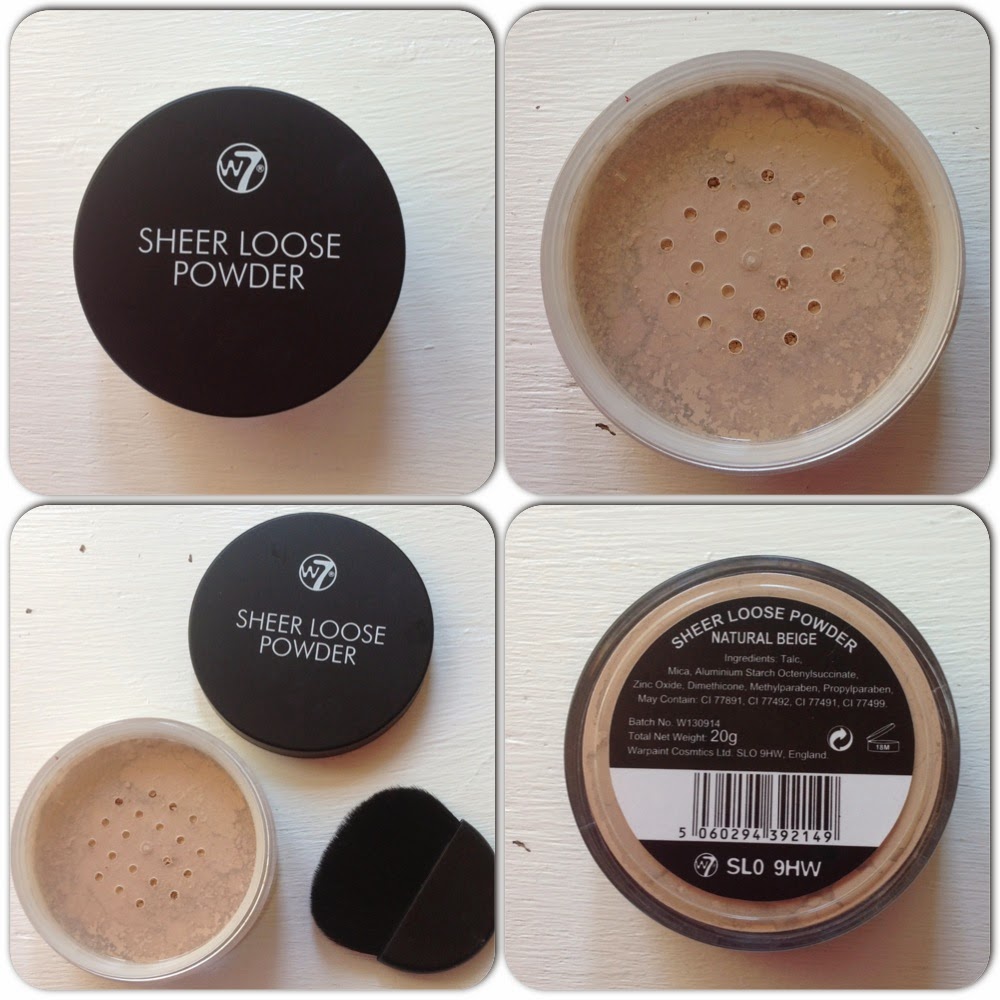 W7®
SHEER LOOSE
POWDER
W7®
SHEER LOOSE
POWDER
SHEER LOOSE POWDER
NATURAL BEIGE
Ingredients: Talc,
Mica, Aluminium Starch Octenylsuccinate,
Zinc Oxide, Dimethicone, Methylparaben, Propylparaben,
May Contain: CI 77891, CI 77492, CI 77491, CI 77499.
Batch No. W130914
Total Net Weight: 20g
Warpaint Cosmtics Ltd. SLO 9HW, England.
18M
5 060294 392149
W7 SL0 9HW